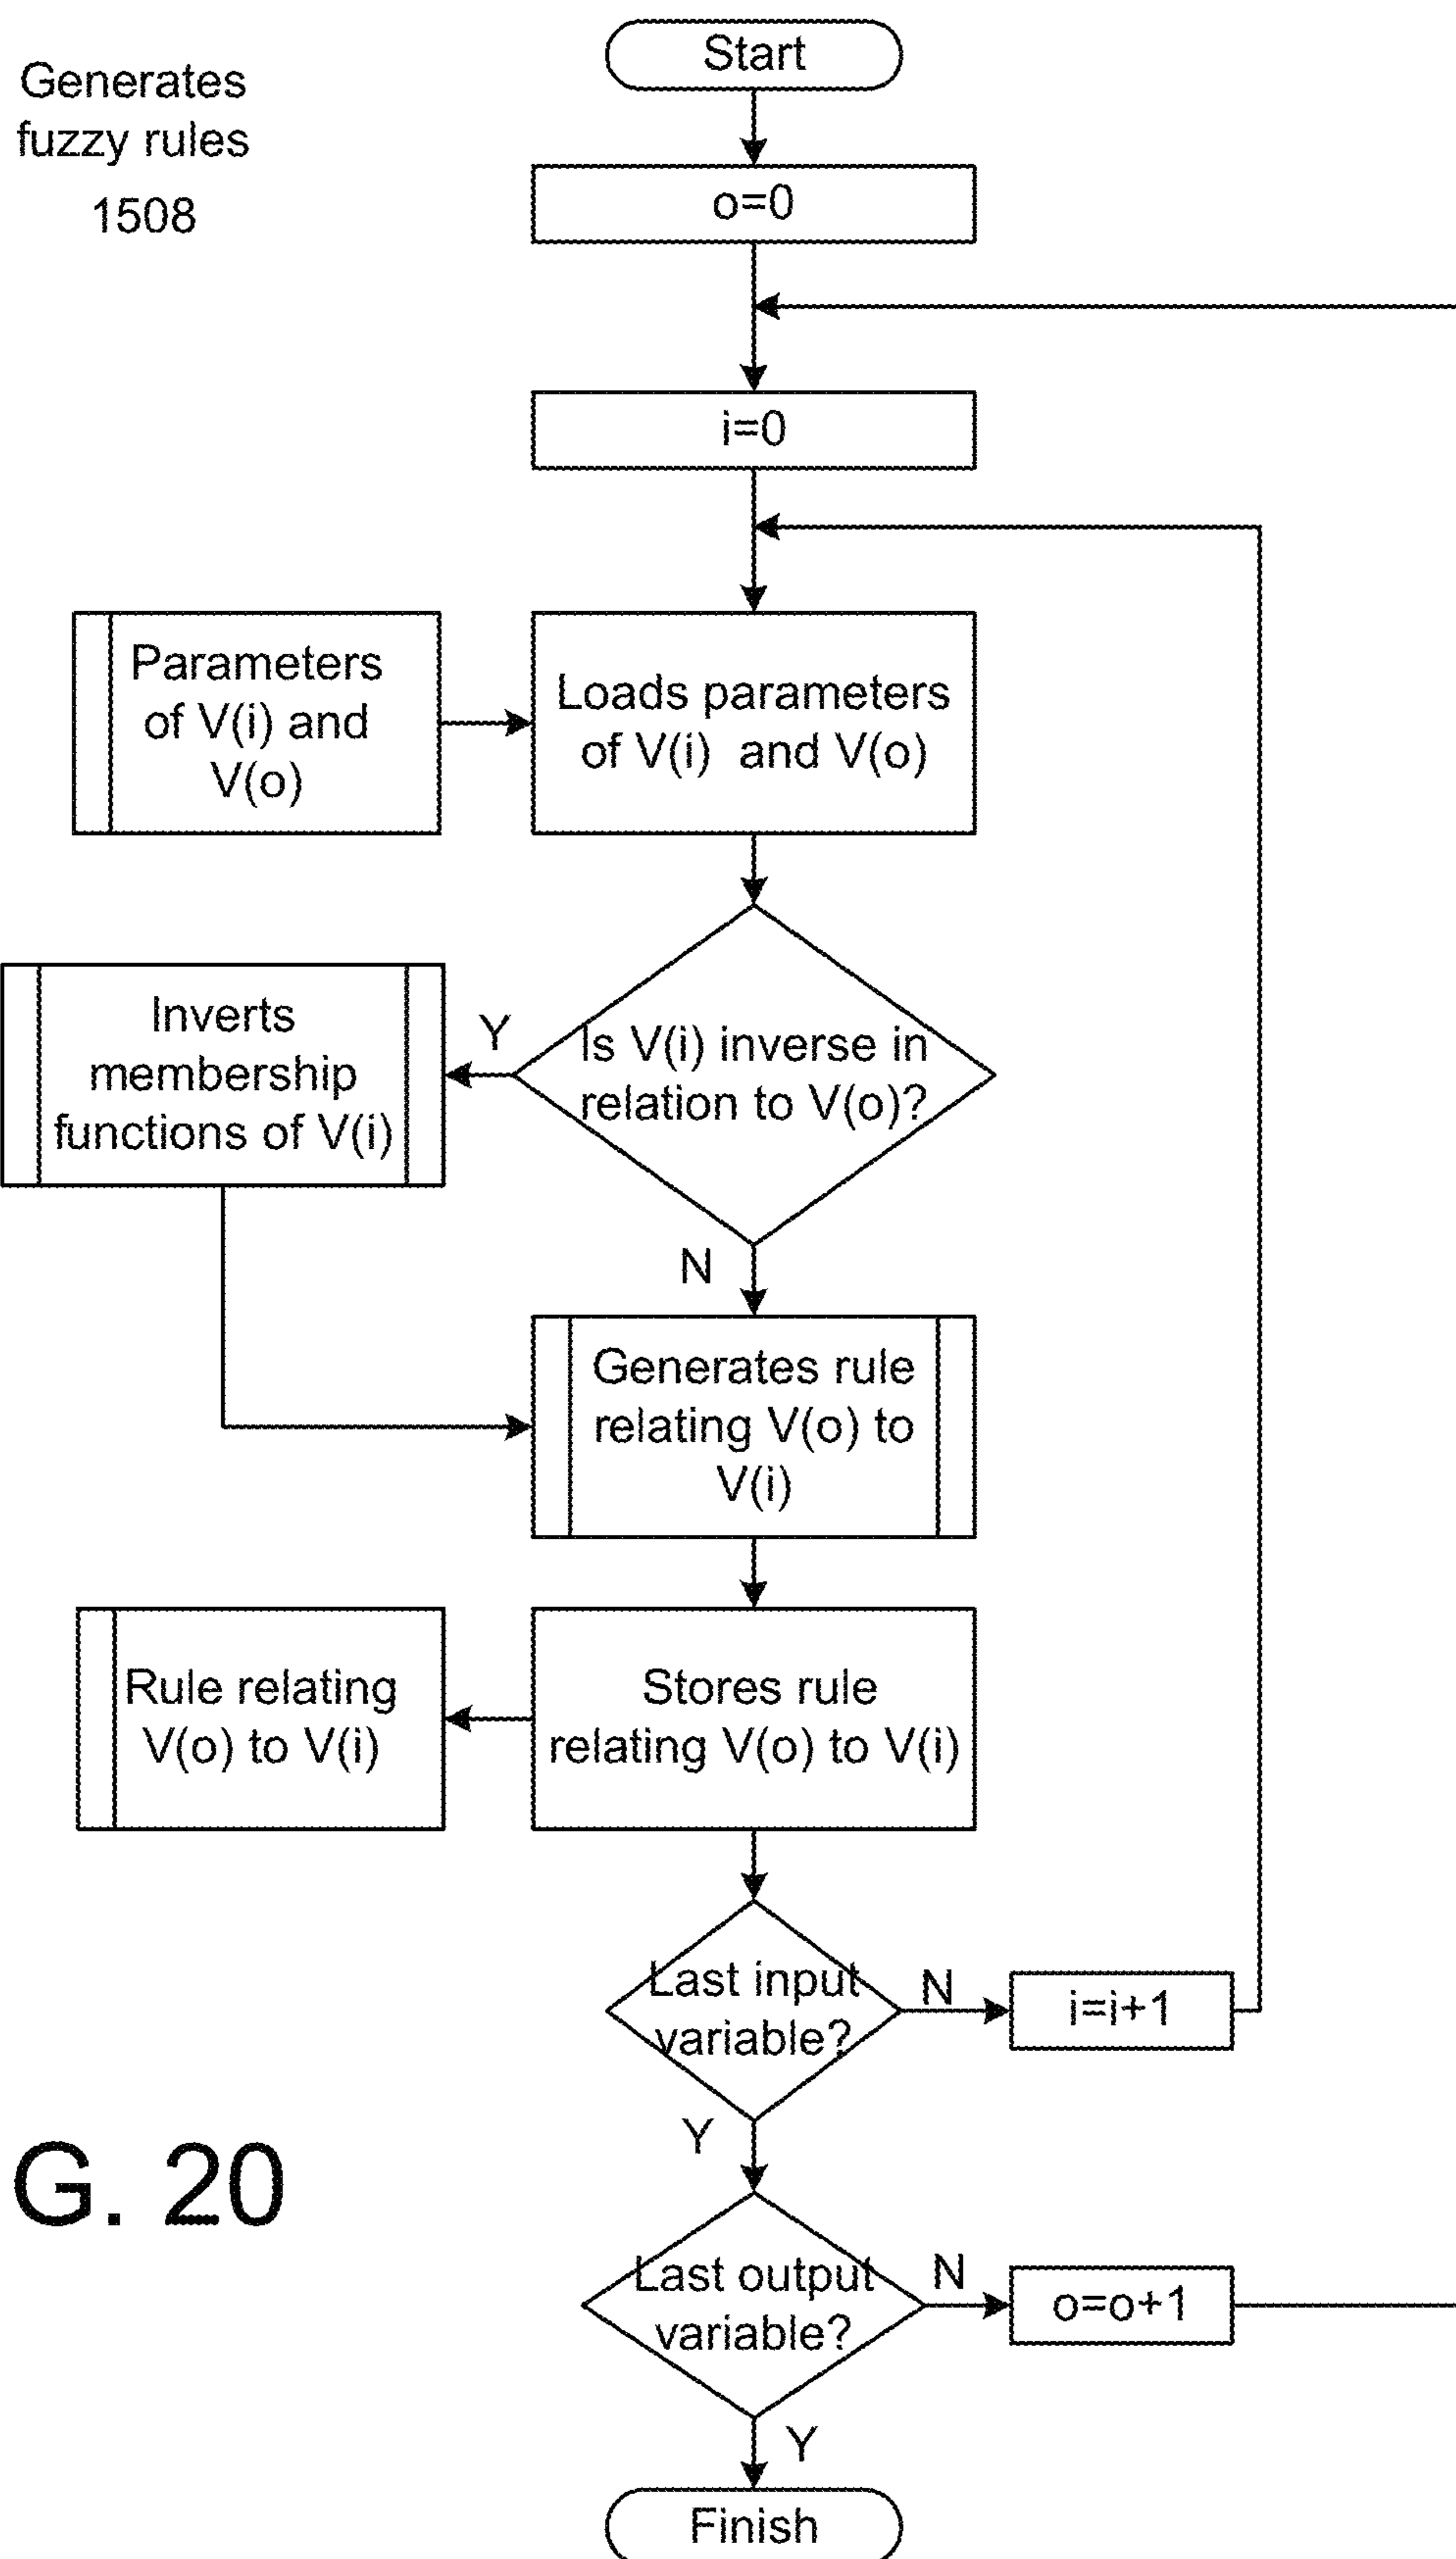 Generates
fuzzy rules
1508
Start
o=0
i=0
Parameters
of V(i) and
V(o)
Loads parameters
of V(i) and V(o)
Is V(i) inverse in
relation to V(o)?
Y
Inverts
membership
functions of V(i)
N
Generates rule
relating V(o) to
V(i)
Stores rule
relating V(o) to V(i)
Rule relating
V(o) to V(i)
Last input
variable?
N
i=i+1
Y
Last output
variable?
N
o=o+1
Y
Finish
G. 20